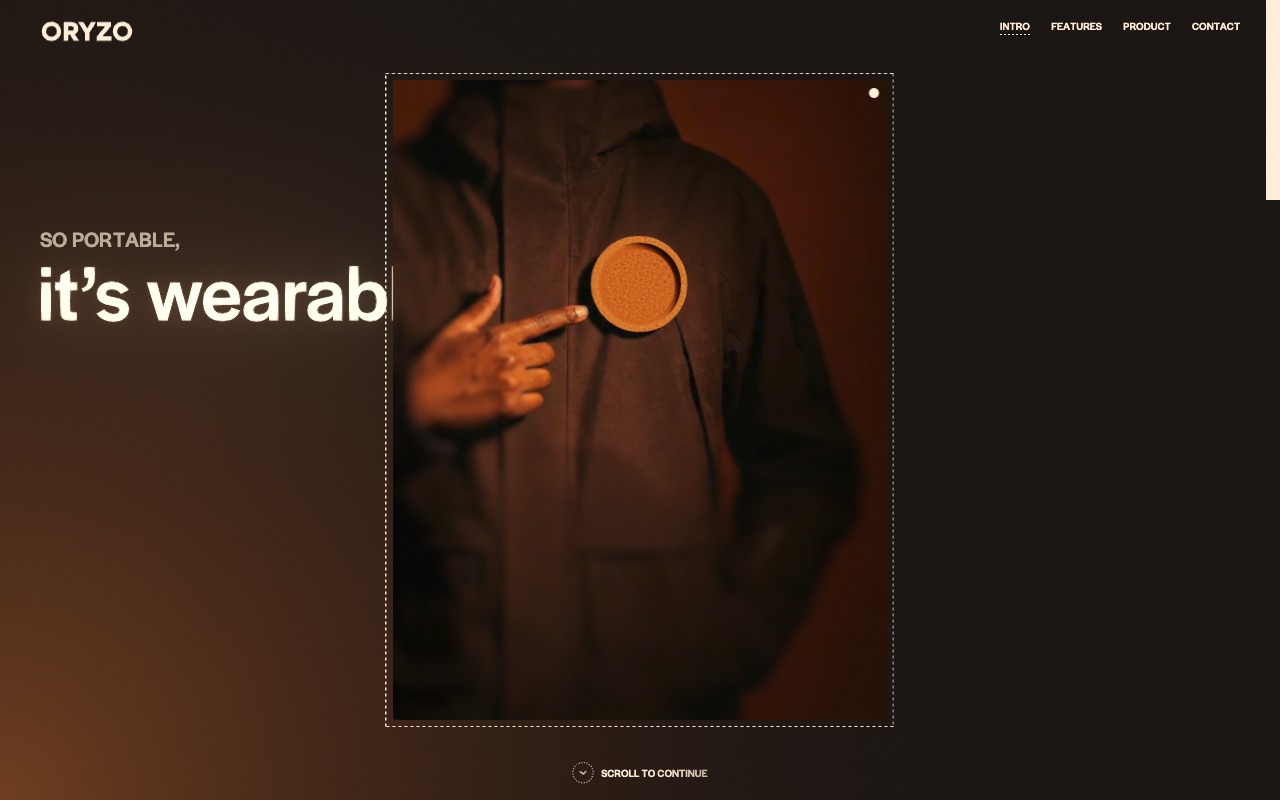 ORYZO
INTRO FEATURES PRODUCT CONTACT
SO PORTABLE,
it’s wearab
SCROLL TO CONTINUE